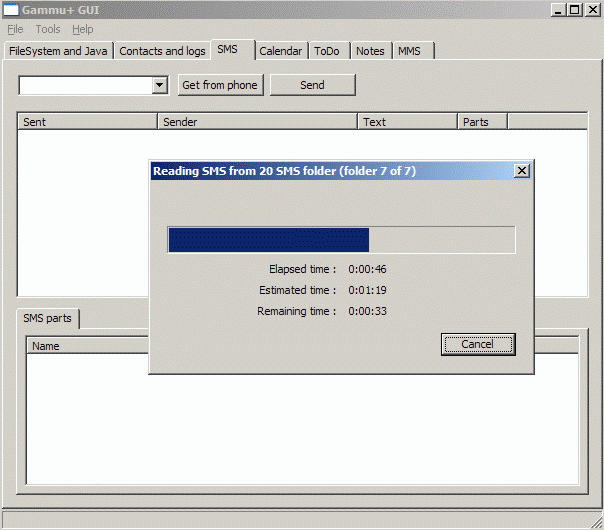 Gammu+ GUI
File Tools Help
FileSystem and Java Contacts and logs SMS Calendar ToDo Notes MMS
Get from phone Send
Sent Sender Text Parts
Reading SMS from 20 SMS folder (folder 7 of 7)
Elapsed time : 0:00:46
Estimated time : 0:01:19
Remaining time : 0:00:33
Cancel
SMS parts
Name